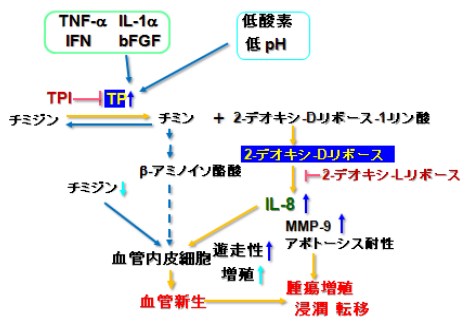 TNF-α IL-1α
IFN bFGF
低酸素
低 pH
TPI TP
チミジン チミン + 2-デオキシ-D-リボース-1-リン酸
2-デオキシ-D-リボース
β-アミノイソ酪酸
2-デオキシ-L-リボース
チミジン
IL-8
MMP-9
アポトーシス耐性
血管内皮細胞 遊走性
増殖
血管新生
腫瘍増殖
浸潤 転移